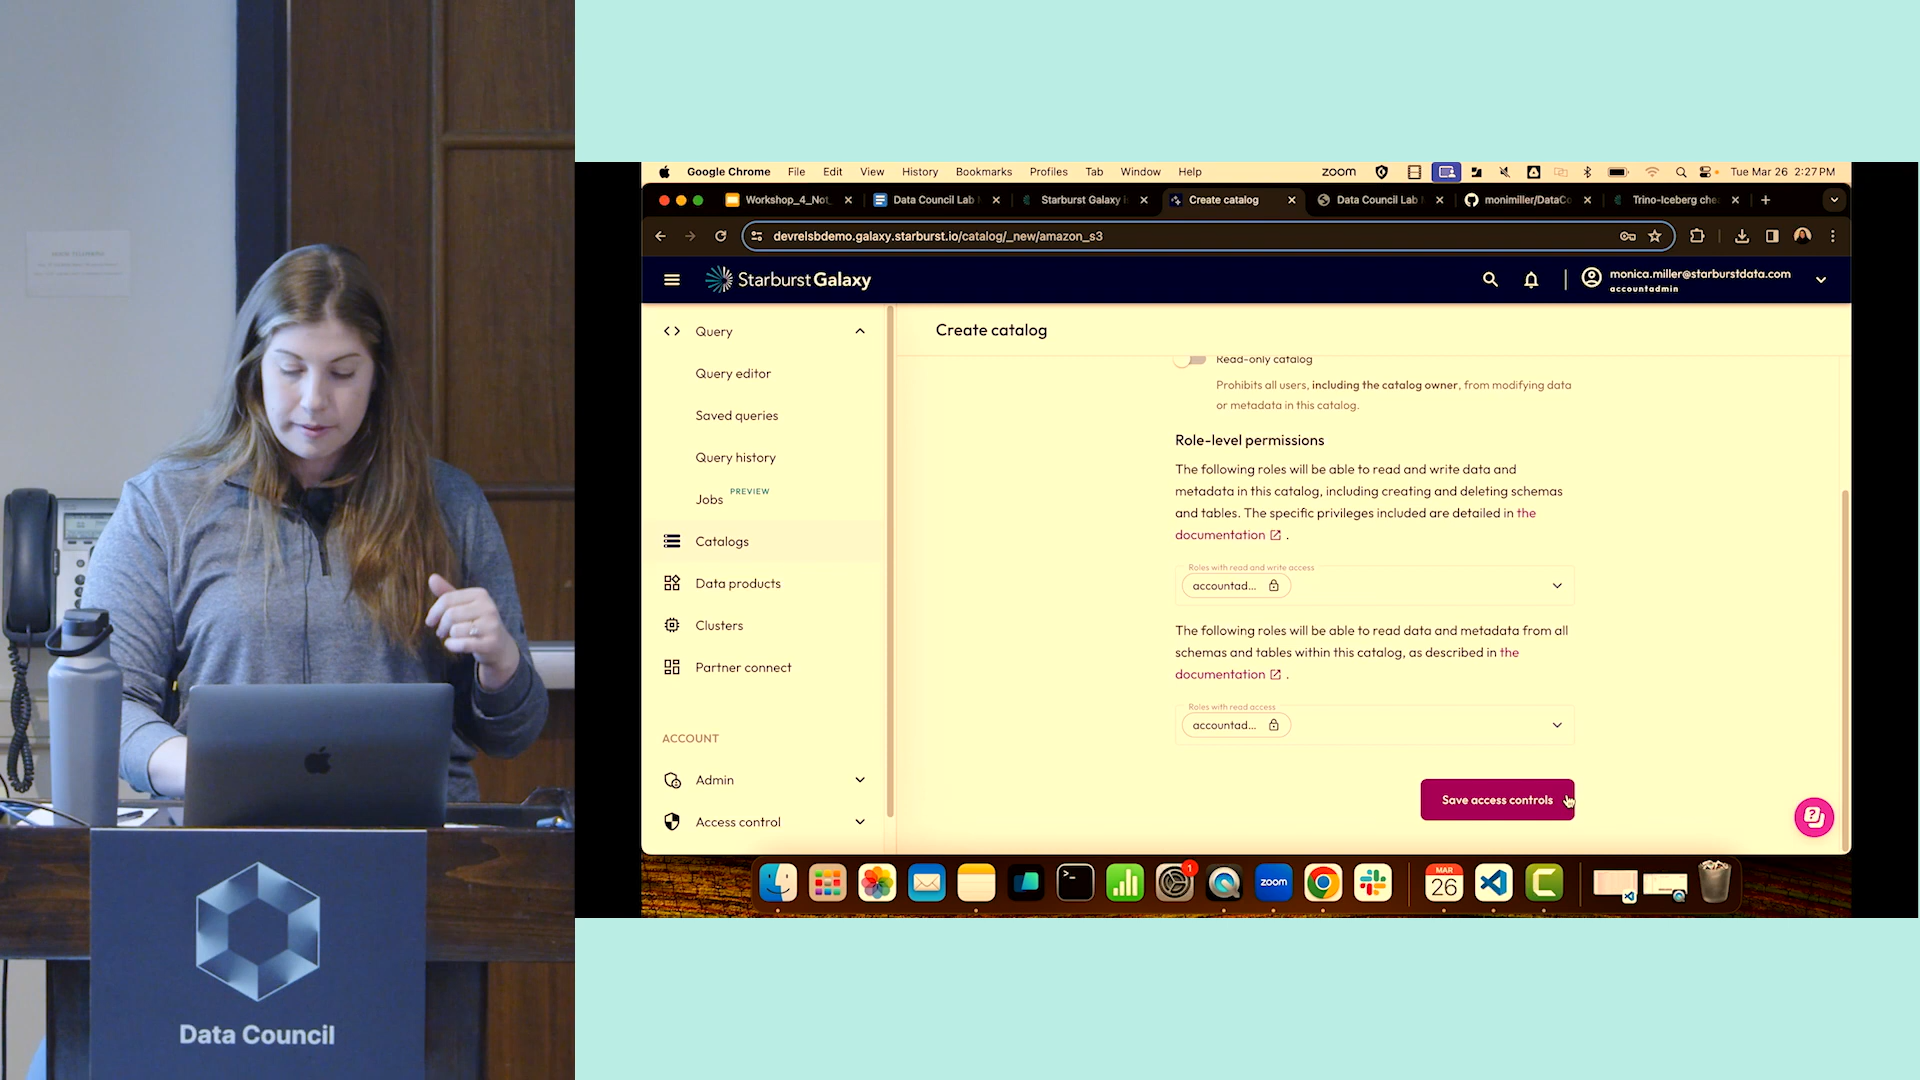 Data Council
Google Chrome File Edit View History Bookmarks Profiles Tab Window Help
zoom
Tue Mar 26 2:27PM
Workshop_4_Not
Data Council Lab
Starburst Galaxy i
Create catalog
Data Council Lab
monimiller/DataCo
Trino-Iceberg che
devrelsbdemo.galaxy.starburst.io/catalog/_new/amazon_s3
Starburst Galaxy
monica.miller@starburstdata.com
accountadmin
Query
Query editor
Saved queries
Query history
Jobs PREVIEW
Catalogs
Data products
Clusters
Partner connect
ACCOUNT
Admin
Access control
Create catalog
Read-only catalog
Prohibits all users, including the catalog owner, from modifying data
or metadata in this catalog.
Role-level permissions
The following roles will be able to read and write data and
metadata in this catalog, including creating and deleting schemas
and tables. The specific privileges included are detailed in the
documentation .
Roles with read and write access
accountad...
The following roles will be able to read data and metadata from all
schemas and tables within this catalog, as described in the
documentation .
Roles with read access
accountad...
Save access controls
1
zoom
MAR
26